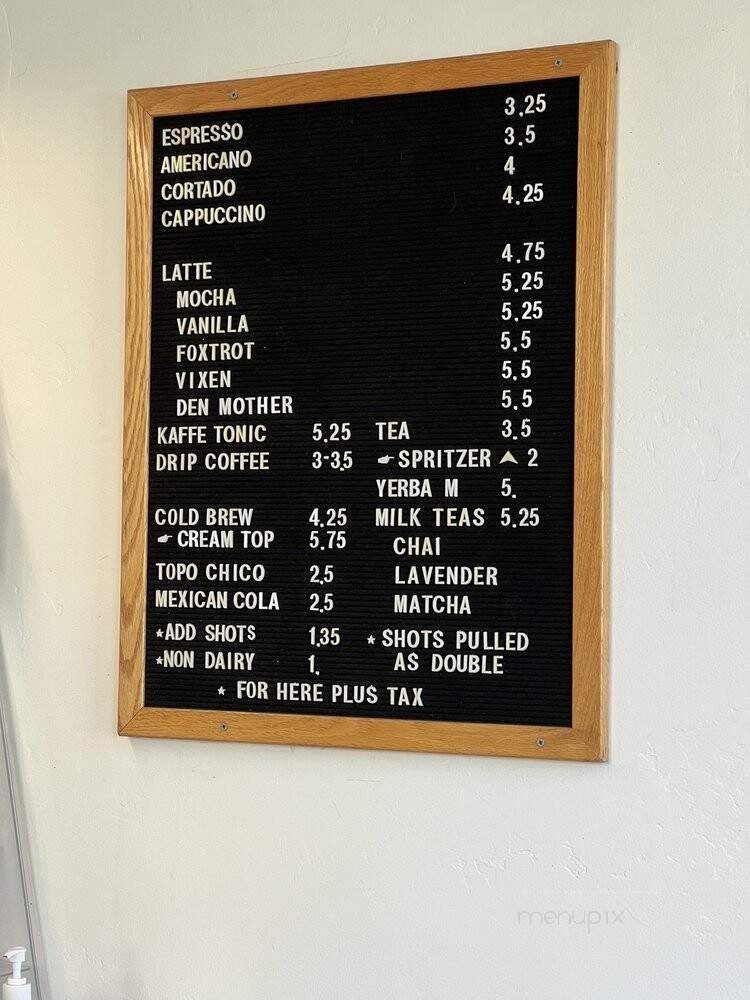 ESPRESSO 3.25
AMERICANO 3.5
CORTADO 4
CAPPUCCINO 4.25
LATTE 4.75
MOCHA 5.25
VANILLA 5.25
FOXTROT 5.5
VIXEN 5.5
DEN MOTHER 5.5
KAFFE TONIC 5.25 TEA 3.5
DRIP COFFEE 3-3.5 ☛ SPRITZER ▲ 2
YERBA M 5.
COLD BREW 4.25 MILK TEAS 5.25
☛ CREAM TOP 5.75 CHAI
TOPO CHICO 2.5 LAVENDER
MEXICAN COLA 2.5 MATCHA
★ADD SHOTS 1.35 ★ SHOTS PULLED
★NON DAIRY 1. AS DOUBLE
★ FOR HERE PLUS TAX
menupix